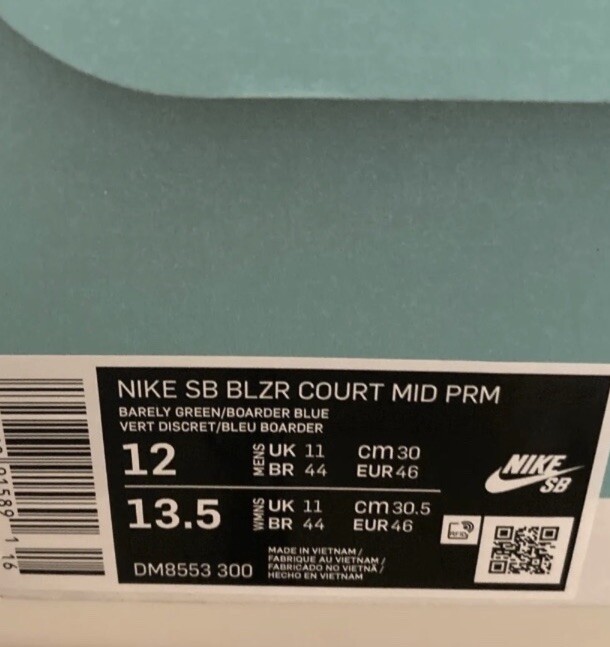 NIKE SB BLZR COURT MID PRM
BARELY GREEN/BOARDER BLUE
VERT DISCRET/BLEU BOARDER
12 MENS UK 11 cm 30
BR 44 EUR 46
13.5 WMNS UK 11 cm 30.5
BR 44 EUR 46
NIKE
SB
DM8553 300
MADE IN VIETNAM /
FABRIQUE AU VIETNAM /
FABRICADO NO VIETNÃ /
HECHO EN VIETNAM